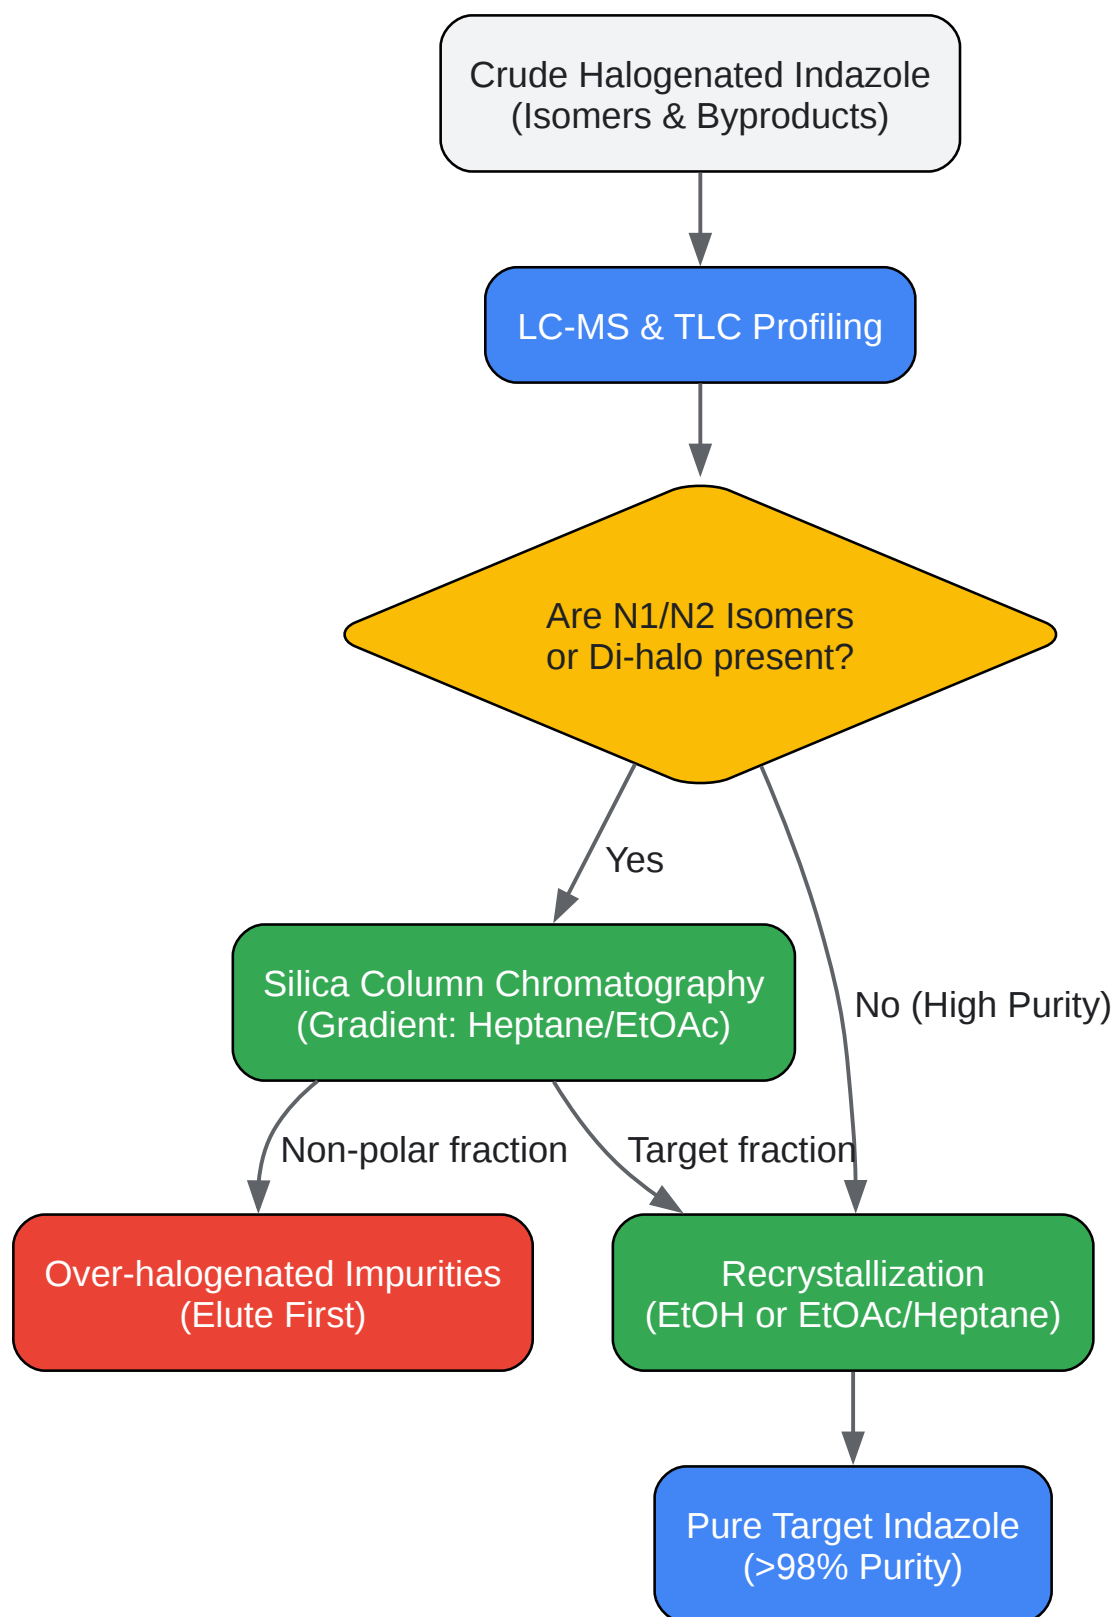 Crude Halogenated Indazole
(Isomers & Byproducts)
LC-MS & TLC Profiling
Are N1/N2 Isomers
or Di-halo present?
Yes
Silica Column Chromatography
(Gradient: Heptane/EtOAc)
No (High Purity)
Non-polar fraction
Target fraction
Over-halogenated Impurities
(Elute First)
Recrystallization
(EtOH or EtOAc/Heptane)
Pure Target Indazole
(>98% Purity)